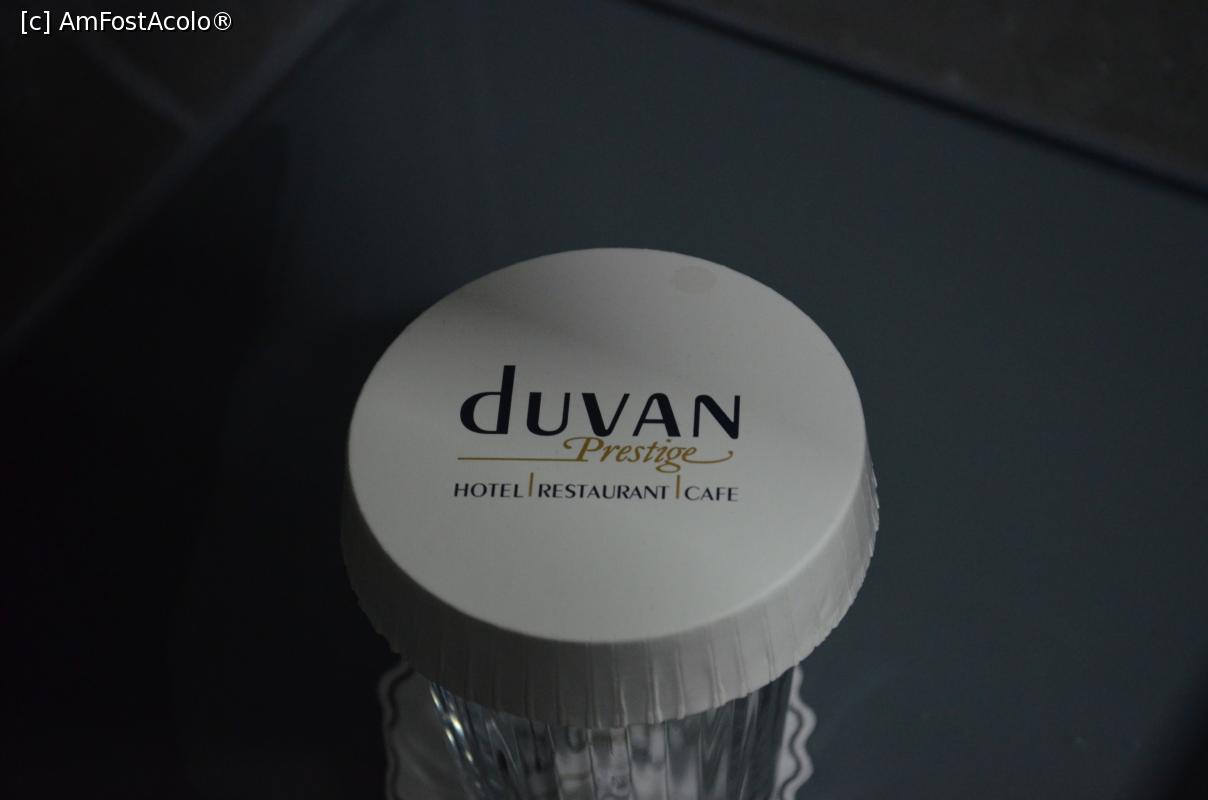 [c] AmFostAcolo®
duVAN
Prestige
HOTEL | RESTAURANT | CAFE